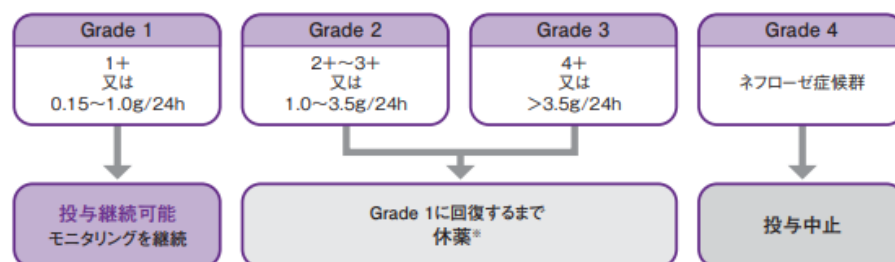 Grade 1
1+
又は
0.15〜1.0g/24h
Grade 2
2+〜3+
又は
1.0〜3.5g/24h
Grade 3
4+
又は
>3.5g/24h
Grade 4
ネフローゼ症候群
投与継続可能
モニタリングを継続
Grade 1に回復するまで
休薬※
投与中止